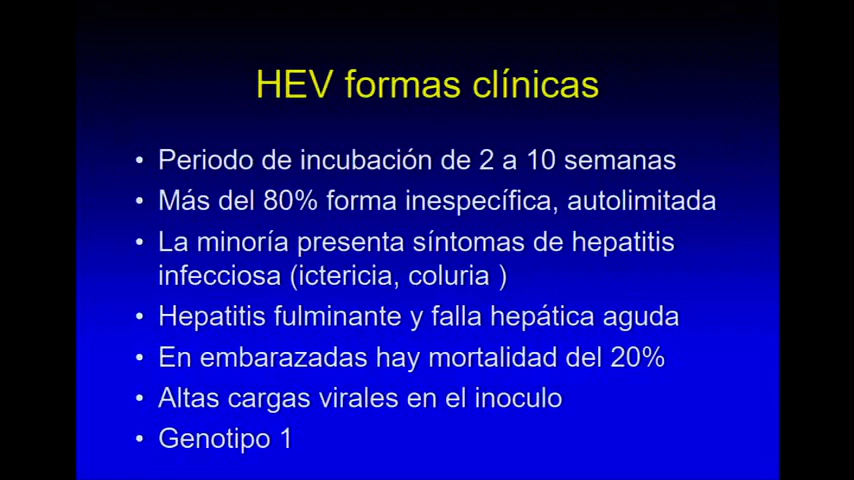 HEV formas clínicas
• Periodo de incubación de 2 a 10 semanas
• Más del 80% forma inespecífica, autolimitada
• La minoría presenta síntomas de hepatitis
infecciosa (ictericia, coluria )
• Hepatitis fulminante y falla hepática aguda
• En embarazadas hay mortalidad del 20%
• Altas cargas virales en el inoculo
• Genotipo 1